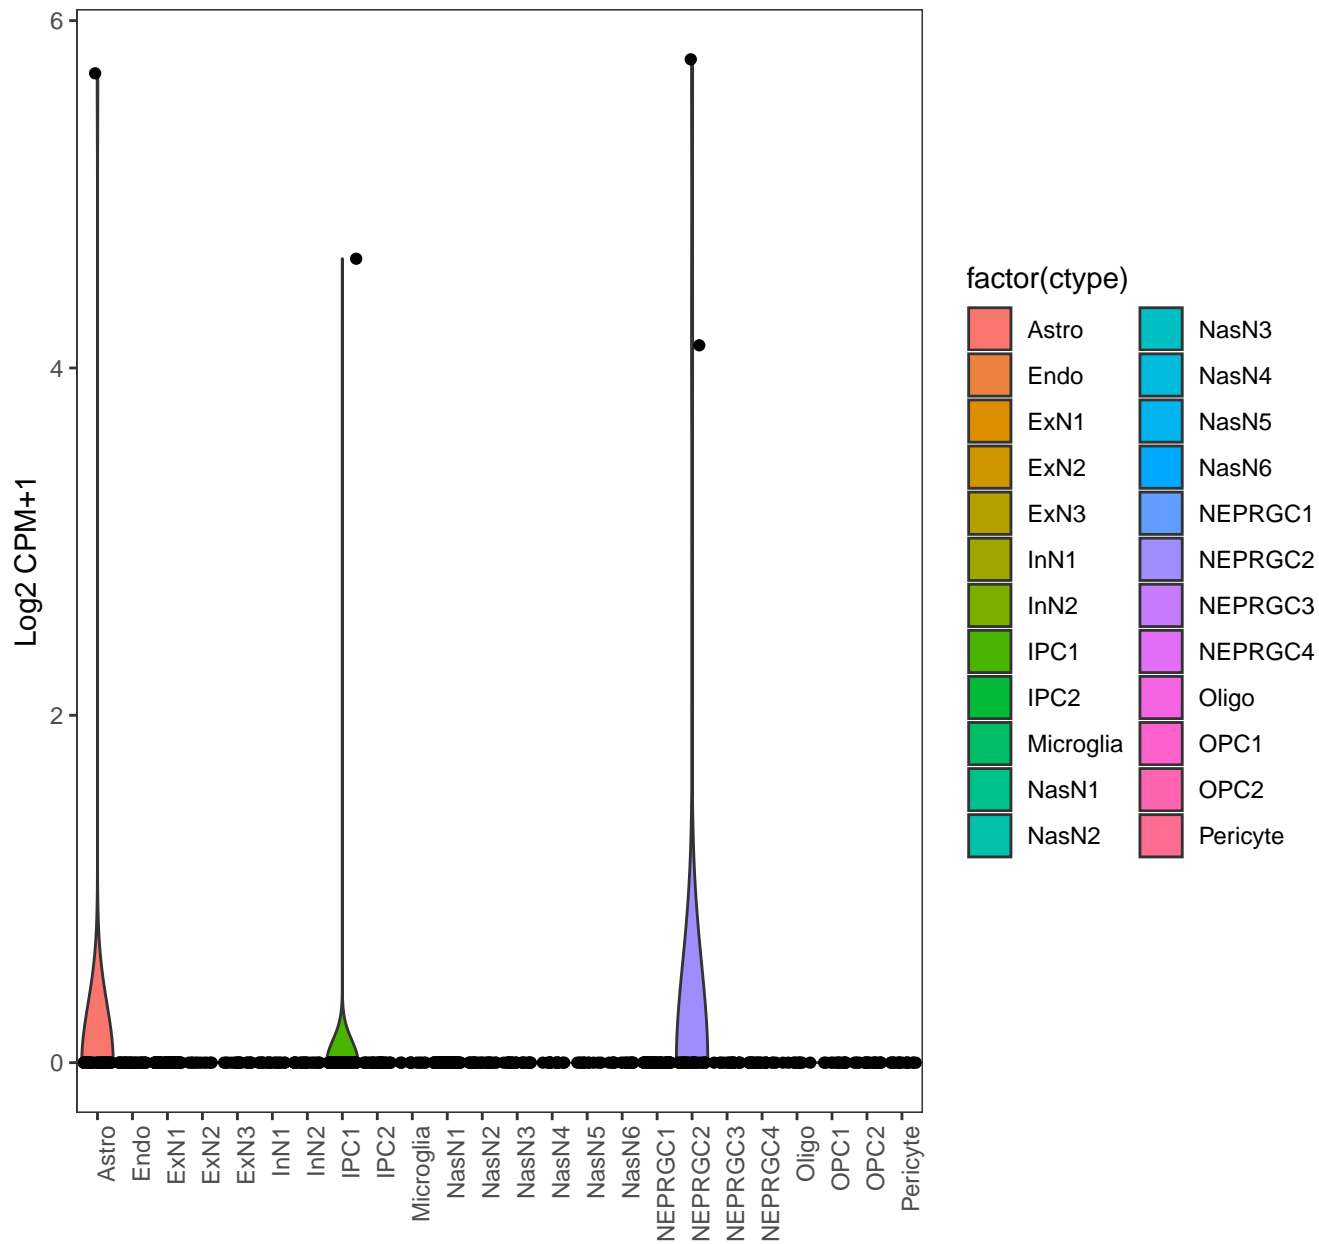 6
4
2
0
Log2 CPM+1
Astro
Endo
ExN1
ExN2
ExN3
InN1
InN2
IPC1
IPC2
Microglia
NasN1
NasN2
NasN3
NasN4
NasN5
NasN6
NEPRGC1
NEPRGC2
NEPRGC3
NEPRGC4
Oligo
OPC1
OPC2
Pericyte
factor(ctype)
Astro
Endo
ExN1
ExN2
ExN3
InN1
InN2
IPC1
IPC2
Microglia
NasN1
NasN2
NasN3
NasN4
NasN5
NasN6
NEPRGC1
NEPRGC2
NEPRGC3
NEPRGC4
Oligo
OPC1
OPC2
Pericyte